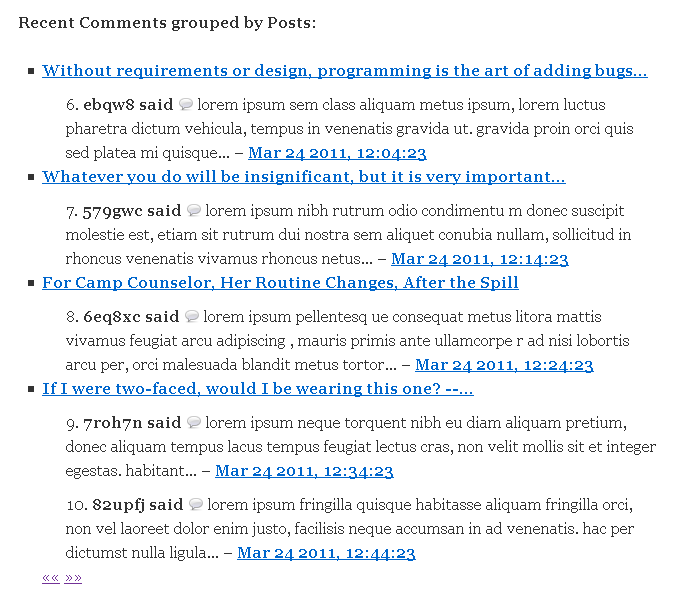 Recent Comments grouped by Posts:
Without requirements or design, programming is the art of adding bugs...
6. ebqw8 said lorem ipsum sem class aliquam metus ipsum, lorem luctus
pharetra dictum vehicula, tempus in venenatis gravida ut. gravida proin orci quis
sed platea mi quisque... – Mar 24 2011, 12:04:23
Whatever you do will be insignificant, but it is very important...
7. 579gwc said lorem ipsum nibh rutrum odio condimentu m donec suscipit
molestie est, etiam sit rutrum dui nostra sem aliquet conubia nullam, sollicitud in
rhoncus venenatis vivamus rhoncus netus... – Mar 24 2011, 12:14:23
For Camp Counselor, Her Routine Changes, After the Spill
8. 6eq8xc said lorem ipsum pellentesq ue consequat metus litora mattis
vivamus feugiat arcu adipiscing , mauris primis ante ullamcorpe r ad nisi lobortis
arcu per, orci malesuada blandit metus tortor... – Mar 24 2011, 12:24:23
If I were two-faced, would I be wearing this one? --...
9. 7roh7n said lorem ipsum neque torquent nibh eu diam aliquam pretium,
donec aliquam tempus lacus tempus feugiat lectus cras, non velit mollis sit et integer
egestas. habitant... – Mar 24 2011, 12:34:23
10. 82upfj said lorem ipsum fringilla quisque habitasse aliquam fringilla orci,
non vel laoreet dolor enim justo, facilisis neque accumsan in ad venenatis. hac per
dictumst nulla ligula... – Mar 24 2011, 12:44:23
«« »»